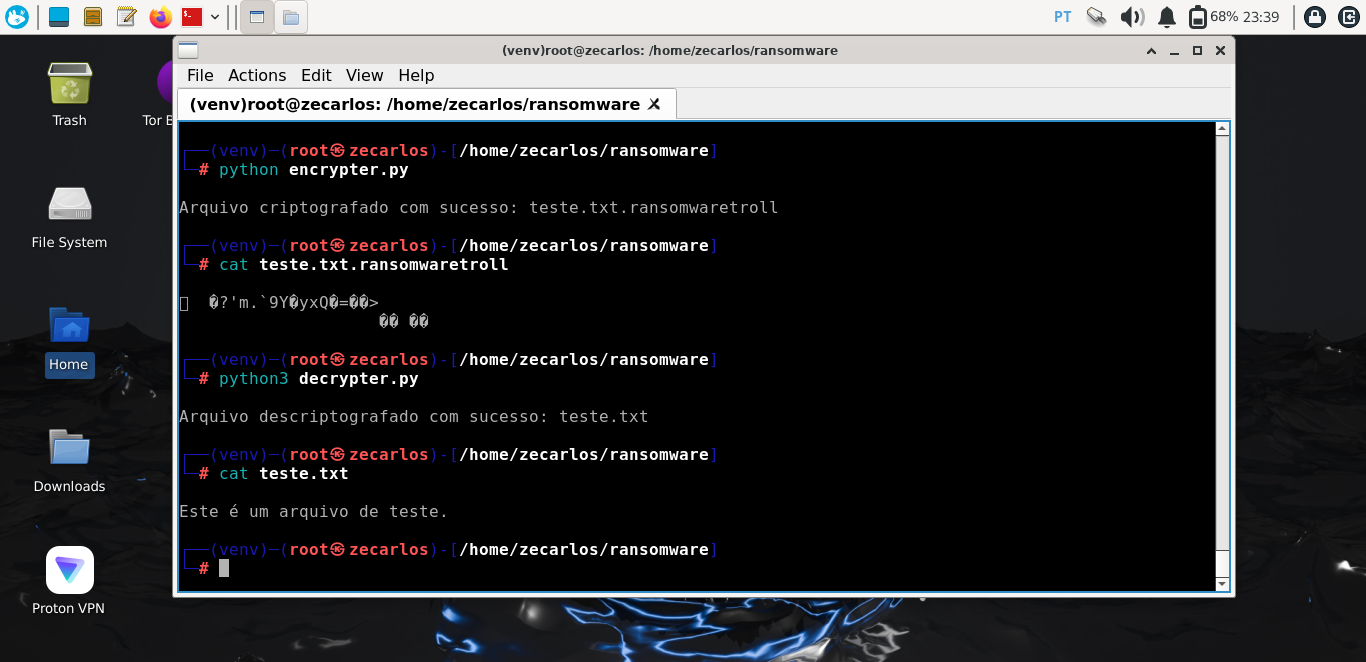 PT 68% 23:39
(venv)root@zecarlos: /home/zecarlos/ransomware
File Actions Edit View Help
(venv)root@zecarlos: /home/zecarlos/ransomware
Trash
Tor B
File System
Home
Downloads
Proton VPN
(venv)-(root㉿zecarlos)-[/home/zecarlos/ransomware]
# python encrypter.py
Arquivo criptografado com sucesso: teste.txt.ransomwaretroll
(venv)-(root㉿zecarlos)-[/home/zecarlos/ransomware]
# cat teste.txt.ransomwaretroll
�?'m.`9Y�yxQ�=��>
�� ��
(venv)-(root㉿zecarlos)-[/home/zecarlos/ransomware]
# python3 decrypter.py
Arquivo descriptografado com sucesso: teste.txt
(venv)-(root㉿zecarlos)-[/home/zecarlos/ransomware]
# cat teste.txt
Este é um arquivo de teste.
(venv)-(root㉿zecarlos)-[/home/zecarlos/ransomware]
#